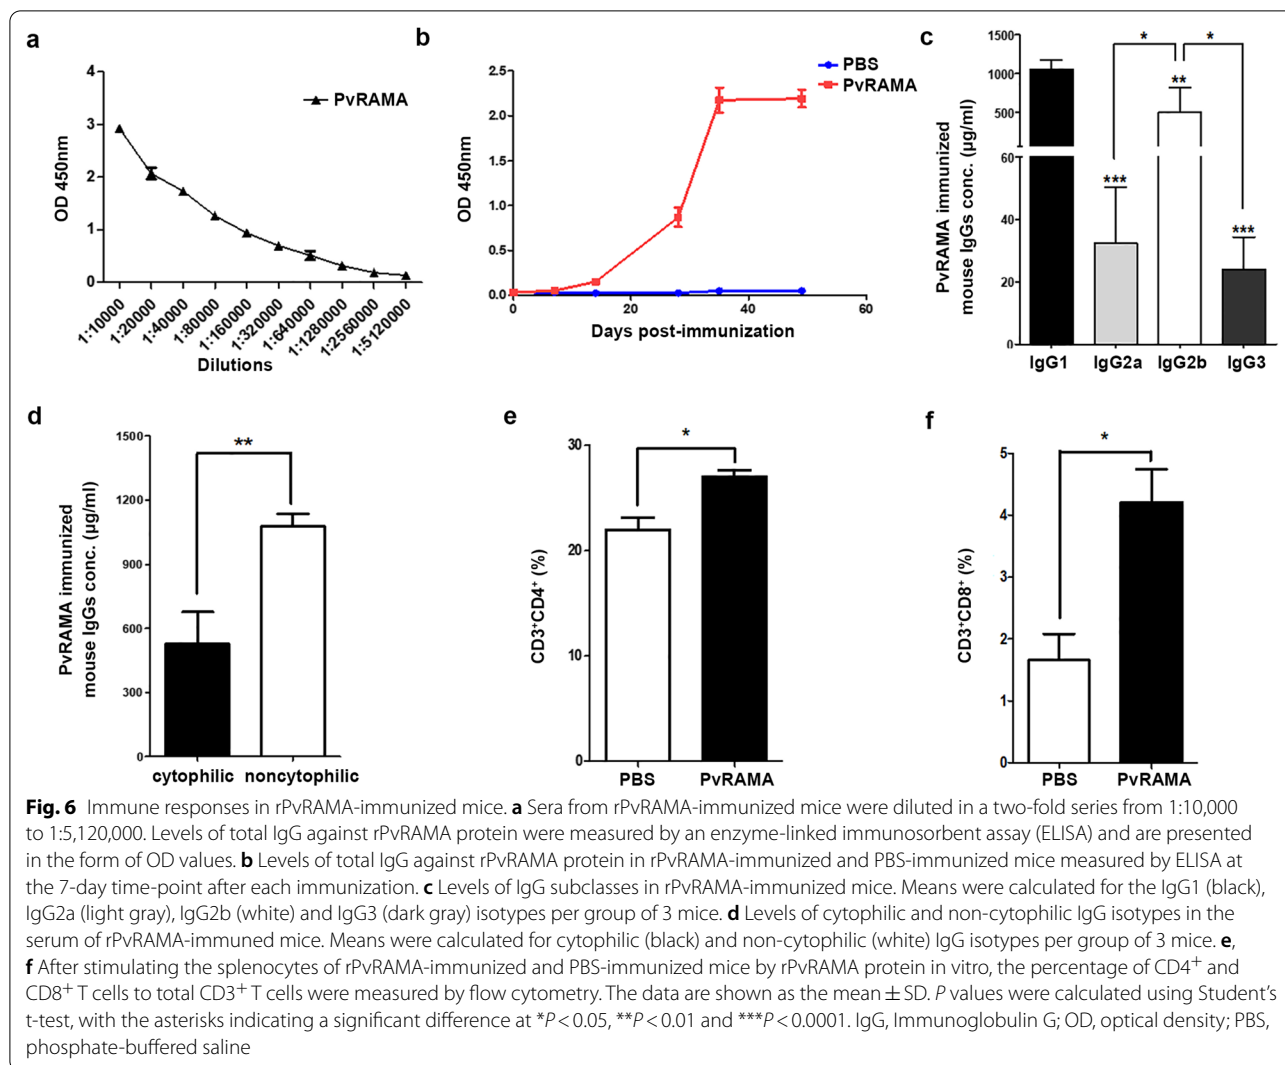 a
4
3
2
1
0
OD 450nm
PvRAMA
1:10000
1:20000
1:40000
1:80000
1:160000
1:320000
1:640000
1:1280000
1:2560000
1:5120000
Dilutions
b
PBS
PvRAMA
2.5
2.0
1.5
1.0
0.5
0.0
OD 450nm
0
20
40
60
Days post-immunization
c
1500
1000
500
60
40
20
0
PvRAMA immunized
mouse IgGs conc. (μg/ml)
*
*
**
***
***
IgG1
IgG2a
IgG2b
IgG3
d
1500
1200
900
600
300
0
PvRAMA immunized
mouse IgGs conc. (μg/ml)
**
cytophilic
noncytophilic
e
30
20
10
0
CD3⁺CD4⁺ (%)
*
PBS
PvRAMA
f
5
4
3
2
1
0
CD3⁺CD8⁺ (%)
*
PBS
PvRAMA
Fig. 6 Immune responses in rPvRAMA-immunized mice. a Sera from rPvRAMA-immunized mice were diluted in a two-fold series from 1:10,000
to 1:5,120,000. Levels of total IgG against rPvRAMA protein were measured by an enzyme-linked immunosorbent assay (ELISA) and are presented
in the form of OD values. b Levels of total IgG against rPvRAMA protein in rPvRAMA-immunized and PBS-immunized mice measured by ELISA at
the 7-day time-point after each immunization. c Levels of IgG subclasses in rPvRAMA-immunized mice. Means were calculated for the IgG1 (black),
IgG2a (light gray), IgG2b (white) and IgG3 (dark gray) isotypes per group of 3 mice. d Levels of cytophilic and non-cytophilic IgG isotypes in the
serum of rPvRAMA-immuned mice. Means were calculated for cytophilic (black) and non-cytophilic (white) IgG isotypes per group of 3 mice. e,
f After stimulating the splenocytes of rPvRAMA-immunized and PBS-immunized mice by rPvRAMA protein in vitro, the percentage of CD4⁺ and
CD8⁺ T cells to total CD3⁺ T cells were measured by flow cytometry. The data are shown as the mean ± SD. P values were calculated using Student's
t-test, with the asterisks indicating a significant difference at *P < 0.05, **P < 0.01 and ***P < 0.0001. IgG, Immunoglobulin G; OD, optical density; PBS,
phosphate-buffered saline